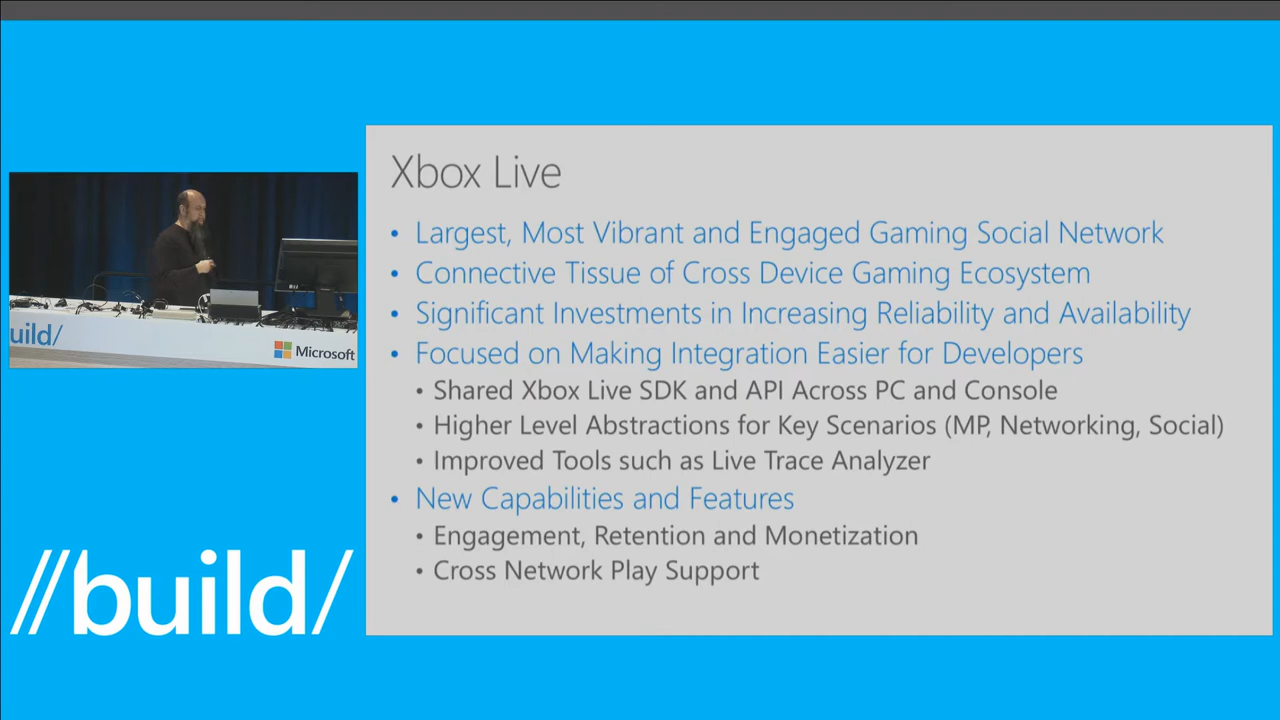 Xbox Live
• Largest, Most Vibrant and Engaged Gaming Social Network
• Connective Tissue of Cross Device Gaming Ecosystem
• Significant Investments in Increasing Reliability and Availability
• Focused on Making Integration Easier for Developers
• Shared Xbox Live SDK and API Across PC and Console
• Higher Level Abstractions for Key Scenarios (MP, Networking, Social)
• Improved Tools such as Live Trace Analyzer
• New Capabilities and Features
• Engagement, Retention and Monetization
• Cross Network Play Support
uild/
Microsoft
//build/